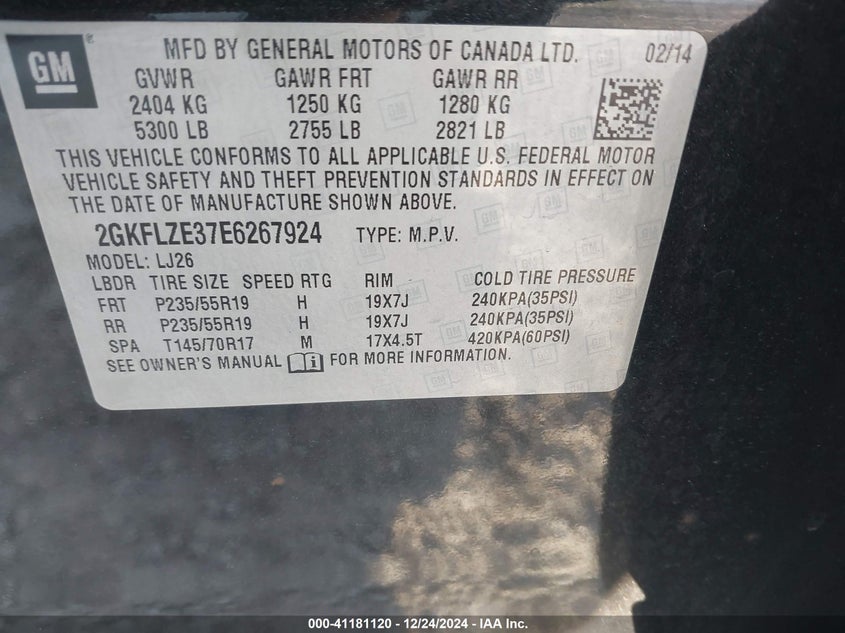 GM ®
MFD BY GENERAL MOTORS OF CANADA LTD. 02/14
GVWR GAWR FRT GAWR RR
2404 KG 1250 KG 1280 KG
5300 LB 2755 LB 2821 LB
THIS VEHICLE CONFORMS TO ALL APPLICABLE U.S. FEDERAL MOTOR
VEHICLE SAFETY AND THEFT PREVENTION STANDARDS IN EFFECT ON
THE DATE OF MANUFACTURE SHOWN ABOVE.
2GKFLZE37E6267924 TYPE: M.P.V.
MODEL: LJ26
LBDR TIRE SIZE SPEED RTG RIM COLD TIRE PRESSURE
FRT P235/55R19 H 19X7J 240KPA(35PSI)
RR P235/55R19 H 19X7J 240KPA(35PSI)
SPA T145/70R17 M 17X4.5T 420KPA(60PSI)
SEE OWNER'S MANUAL FOR MORE INFORMATION.
000-41181120 - 12/24/2024 - IAA Inc.